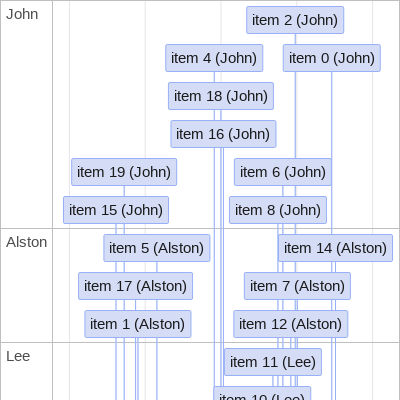 John
item 2 (John)
item 4 (John)
item 0 (John)
item 18 (John)
item 16 (John)
item 19 (John)
item 6 (John)
item 15 (John)
item 8 (John)
Alston
item 5 (Alston)
item 14 (Alston)
item 17 (Alston)
item 7 (Alston)
item 1 (Alston)
item 12 (Alston)
Lee
item 11 (Lee)
item 10 (Lee)